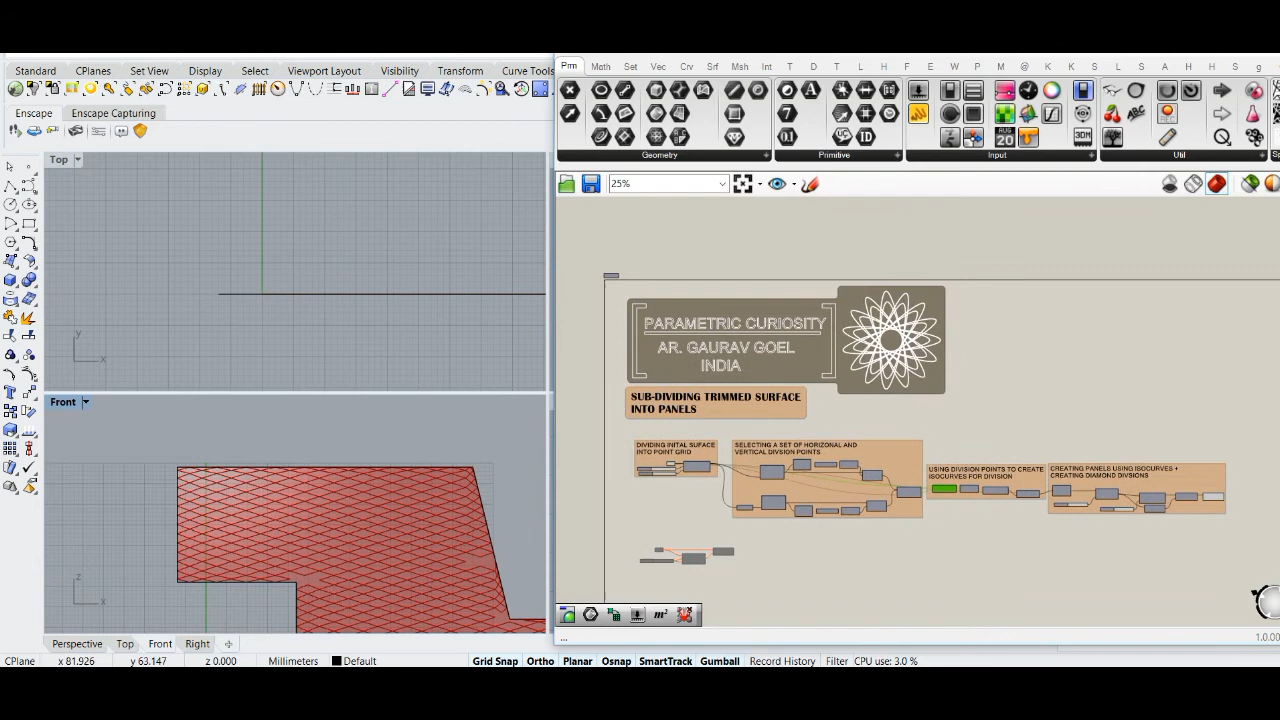 Standard CPlanes Set View Display Select Viewport Layout Visibility Transform Curve Tools
Prm Math Set Vec Crv Srf Msh Int T D T L H F E W P M @ K K S L S A H H S g
Enscape Enscape Capturing
Geometry Primitive Input Util
Top
25%
y
x
PARAMETRIC CURIOSITY
AR. GAURAV GOEL
INDIA
SUB-DIVIDING TRIMMED SURFACE
INTO PANELS
Front
DIVIDING INITAL SUFACE
INTO POINT GRID
SELECTING A SET OF HORIZONAL AND
VERTICAL DIVSION POINTS
USING DIVISION POINTS TO CREATE
ISOCURVES FOR DIVISION
CREATING PANELS USING ISOCURVES +
CREATING DIAMOND DIVSIONS
z
x
Perspective Top Front Right
...
1.0.00
CPlane x 81.926 y 63.147 z 0.000 Millimeters Default Grid Snap Ortho Planar Osnap SmartTrack Gumball Record History Filter CPU use: 3.0 %